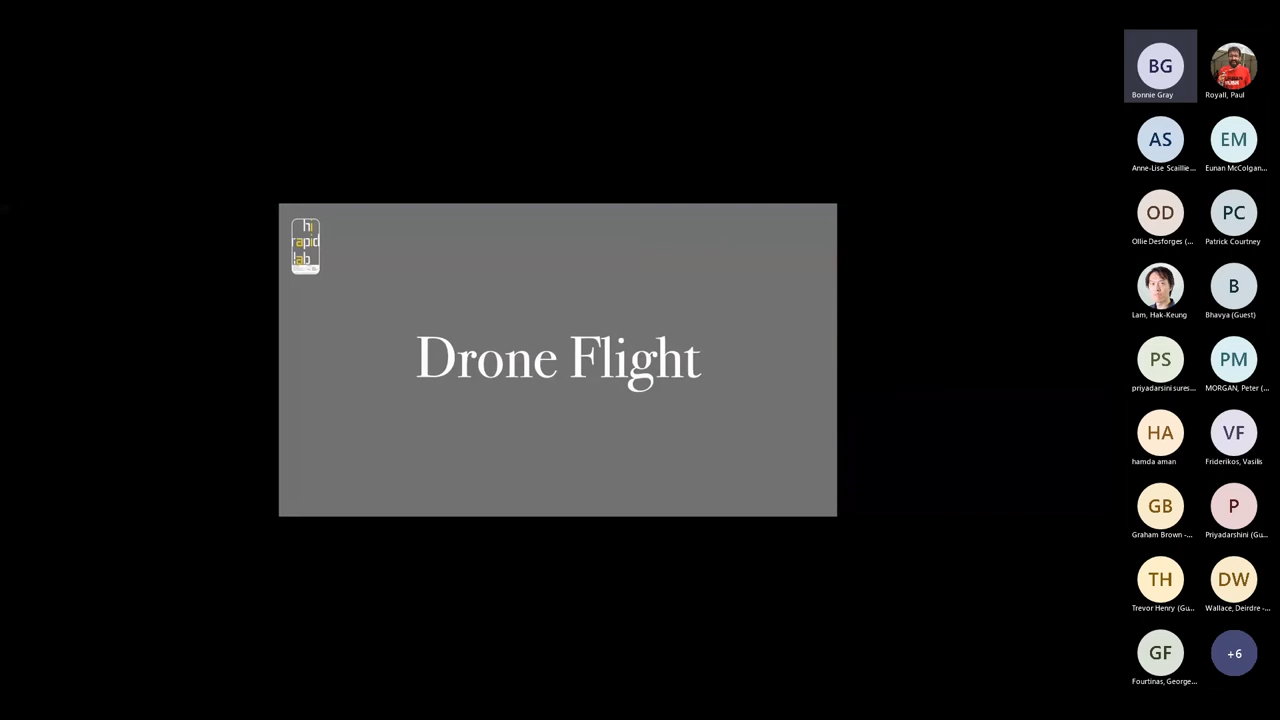 hi
rapid
lab
Drone Flight
BG
Bonnie Gray
Royall, Paul
AS
Anne-Lise Scaillie...
EM
Eunan McColgan...
OD
Ollie Desforges (...
PC
Patrick Courtney
Lam, Hak-Keung
B
Bhavya (Guest)
PS
priyadarsini sures...
PM
MORGAN, Peter (...
HA
hamda aman
VF
Friderikos, Vasilis
GB
Graham Brown -...
P
Priyadarshini (Gu...
TH
Trevor Henry (Gu...
DW
Wallace, Deirdre -...
GF
Fourtinas, George...
+6